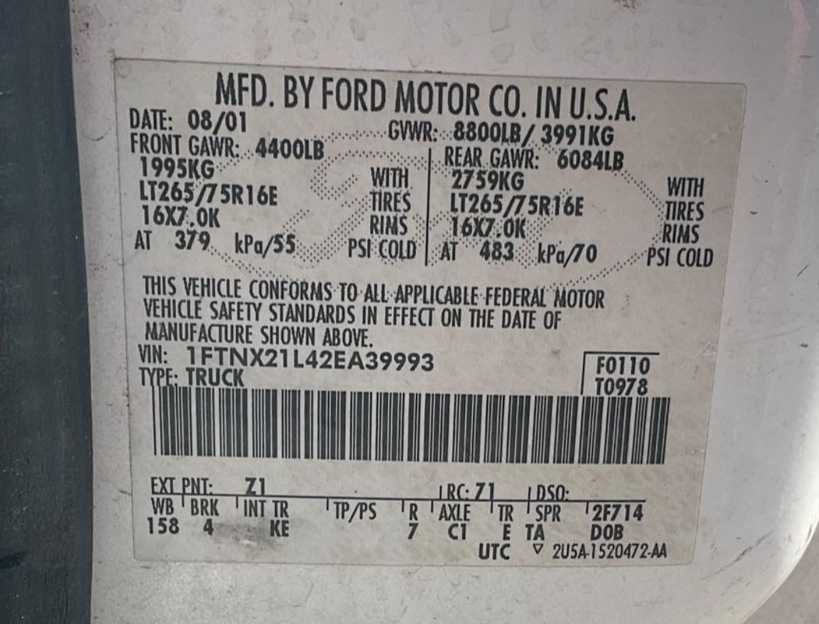 MFD. BY FORD MOTOR CO. IN U.S.A.
DATE: 08/01 GVWR: 8800LB/ 3991KG
FRONT GAWR: 4400LB REAR GAWR: 6084LB
1995KG WITH 2759KG WITH
LT265/75R16E TIRES LT265/75R16E TIRES
16X7.0K RIMS 16X7.0K RIMS
AT 379 kPa/55 PSI COLD AT 483 kPa/70 PSI COLD
THIS VEHICLE CONFORMS TO ALL APPLICABLE FEDERAL MOTOR
VEHICLE SAFETY STANDARDS IN EFFECT ON THE DATE OF
MANUFACTURE SHOWN ABOVE.
VIN: 1FTNX21L42EA39993 F0110
TYPE: TRUCK T0978
EXT PNT: Z1 RC: 71 DSO:
WB BRK INT TR TP/PS R AXLE TR SPR 2F714
158 4 KE 7 C1 E TA DOB
UTC ▽ 2U5A-1520472-AA